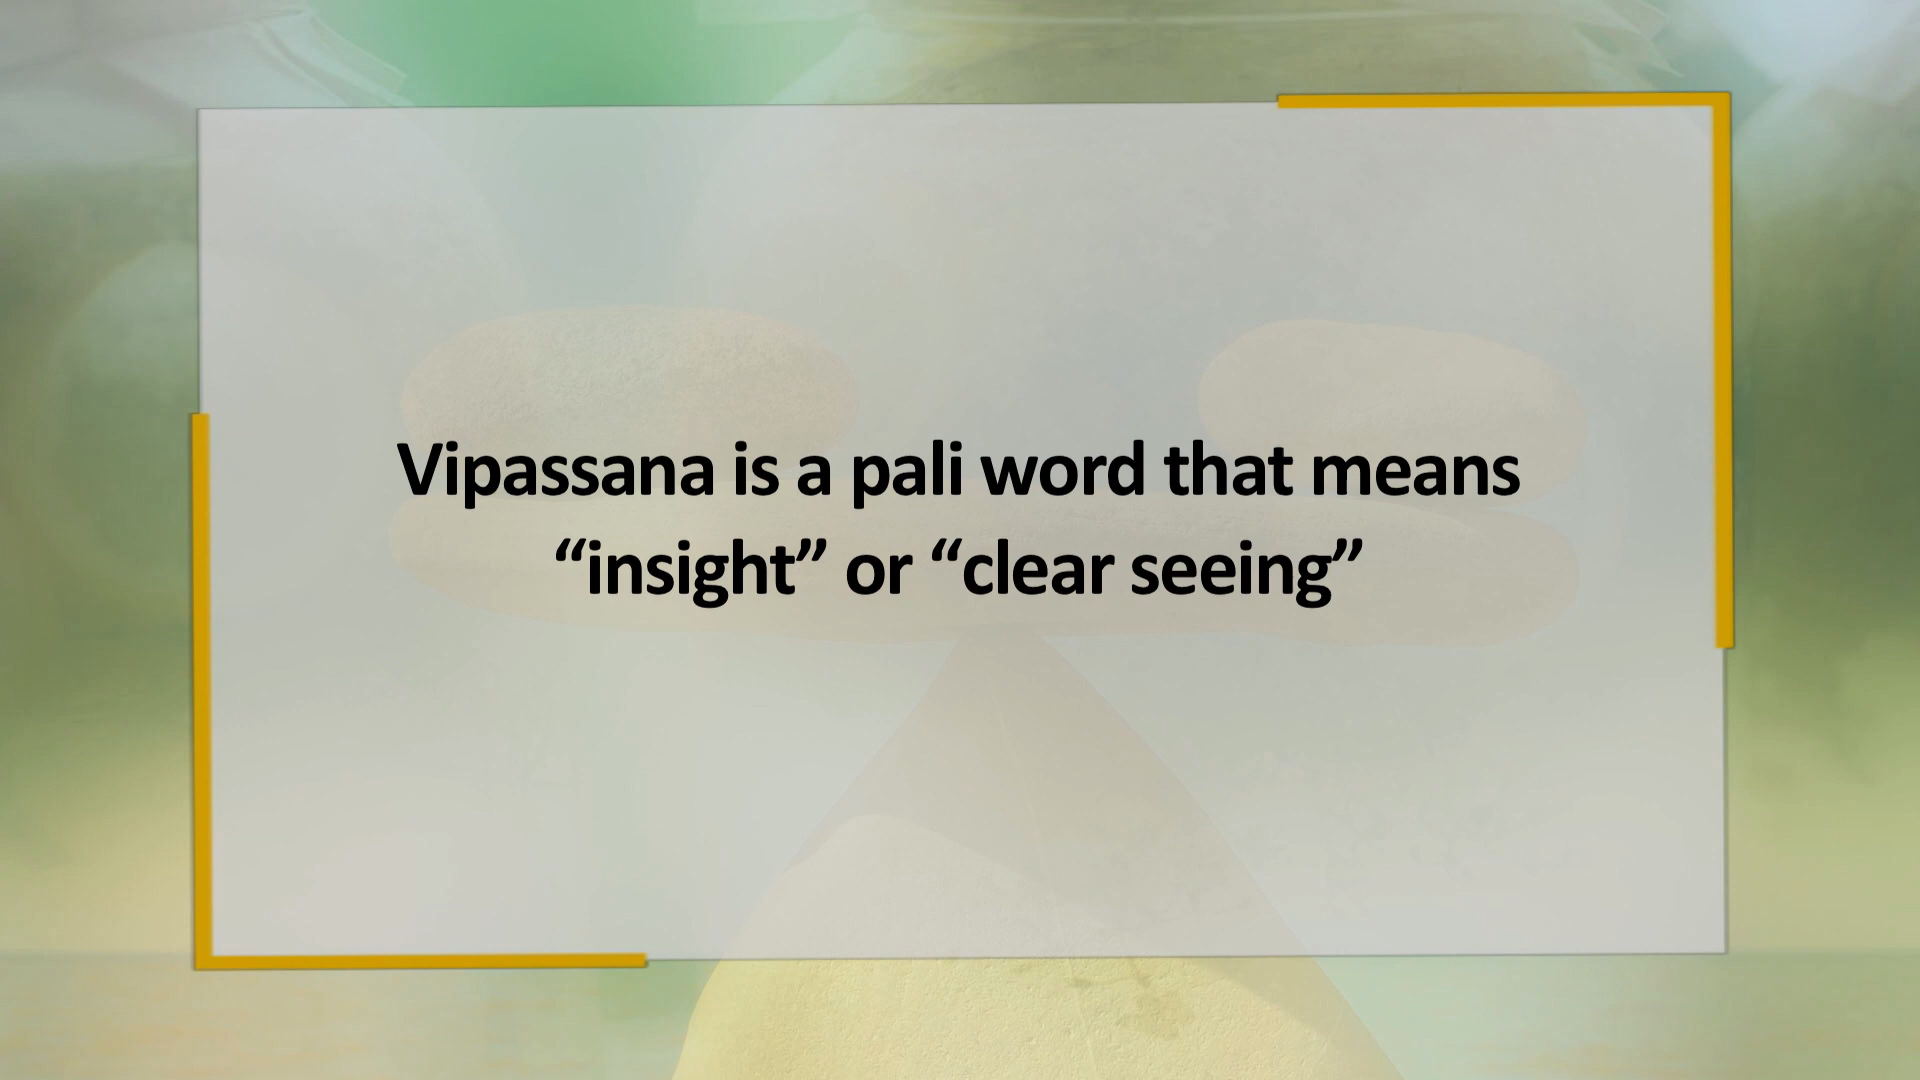 Vipassana is a pali word that means
“insight” or “clear seeing”